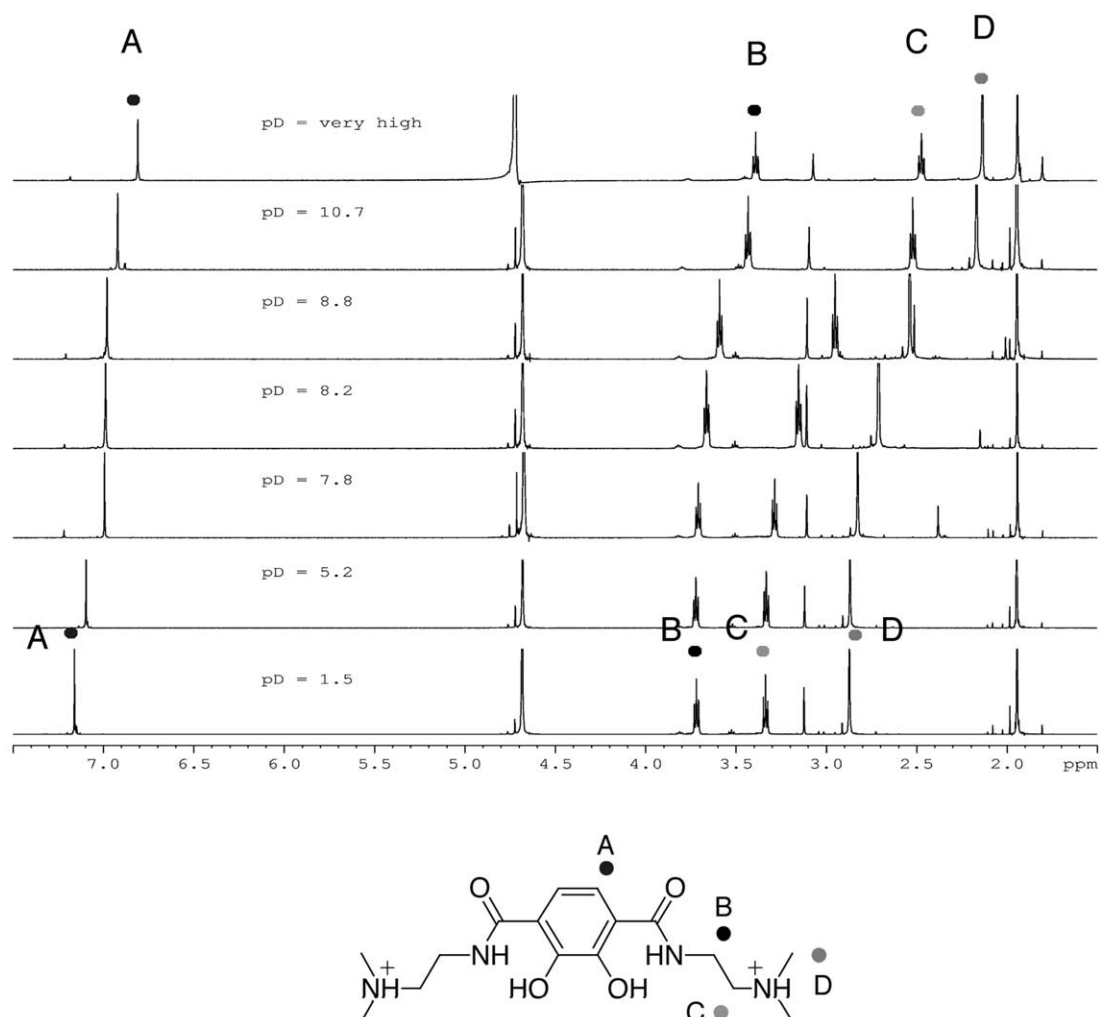 A
B
C
D
pD = very high
pD = 10.7
pD = 8.8
pD = 8.2
pD = 7.8
pD = 5.2
A
B
C
D
pD = 1.5
7.0 6.5 6.0 5.5 5.0 4.5 4.0 3.5 3.0 2.5 2.0 ppm
A
O
O
B
NH
HN
+
+
NH
HO
OH
NH
D
C